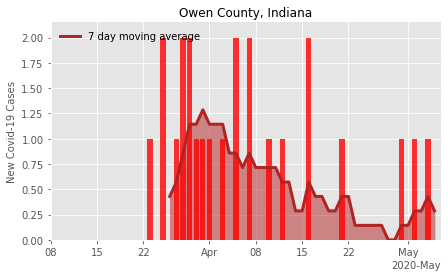 Owen County, Indiana
7 day moving average
New Covid-19 Cases
2.00
1.75
1.50
1.25
1.00
0.75
0.50
0.25
0.00
08 15 22 Apr 08 15 22 May
2020-May